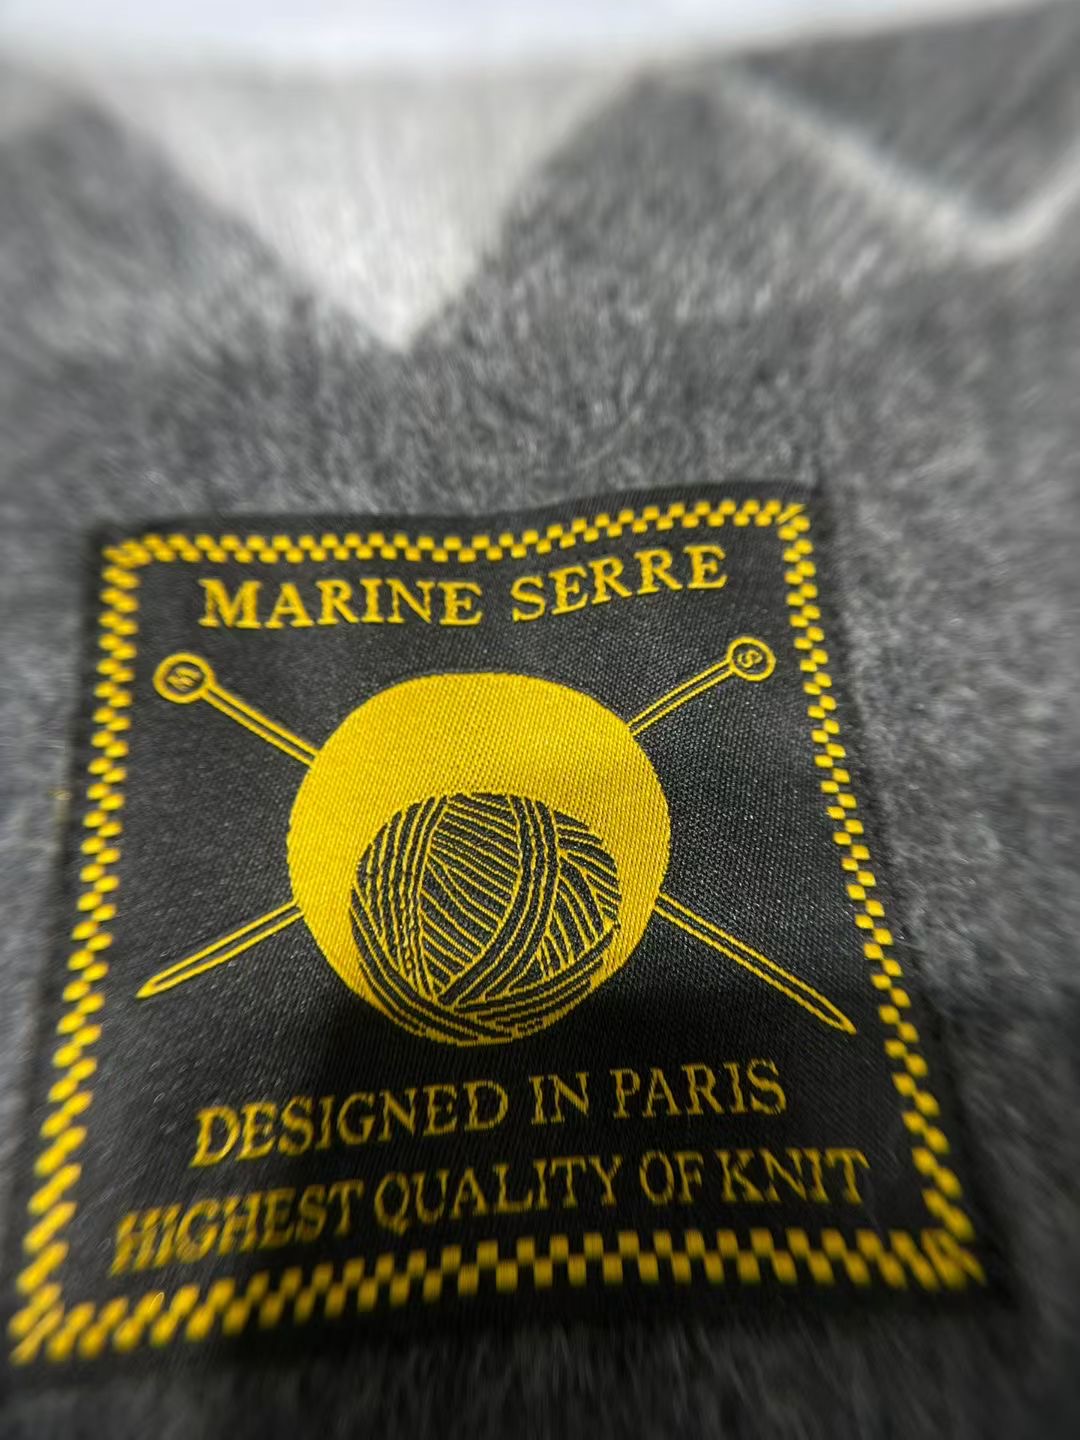 MARINE SERRE
M
S
DESIGNED IN PARIS
HIGHEST QUALITY OF KNIT